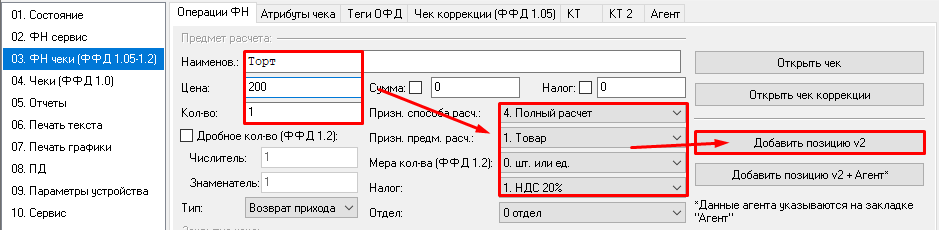 01. Состояние
02. ФН сервис
03. ФН чеки (ФФД 1.05-1.2)
04. Чеки (ФФД 1.0)
05. Отчеты
06. Печать текста
07. Печать графики
08. ПД
09. Параметры устройства
10. Сервис
Операции ФН Атрибуты чека Теги ОФД Чек коррекции (ФФД 1.05) КТ КТ 2 Агент
Предмет расчета:
Наименов.: Торт
Цена: 200 Сумма: 0 Налог: 0
Кол-во: 1 Призн. способа расч.: 4. Полный расчет
Дробное кол-во (ФФД 1.2): Призн. предм. расч.: 1. Товар
Числитель: 1 Мера кол-ва (ФФД 1.2): 0. шт. или ед.
Знаменатель: 1 Налог: 1. НДС 20%
Тип: Возврат прихода Отдел: 0 отдел
Открыть чек
Открыть чек коррекции
Добавить позицию v2
Добавить позицию v2 + Агент*
*Данные агента указываются на закладке
"Агент"